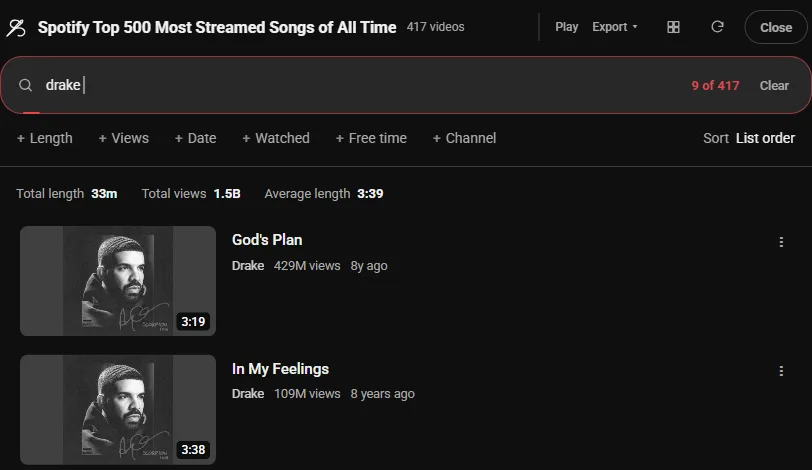 Spotify Top 500 Most Streamed Songs of All Time 417 videos Play Export Close
drake 9 of 417 Clear
+ Length + Views + Date + Watched + Free time + Channel Sort List order
Total length 33m Total views 1.5B Average length 3:39
God's Plan
Drake 429M views 8y ago
SCORPION
3:19
In My Feelings
Drake 109M views 8 years ago
SCORPION
3:38